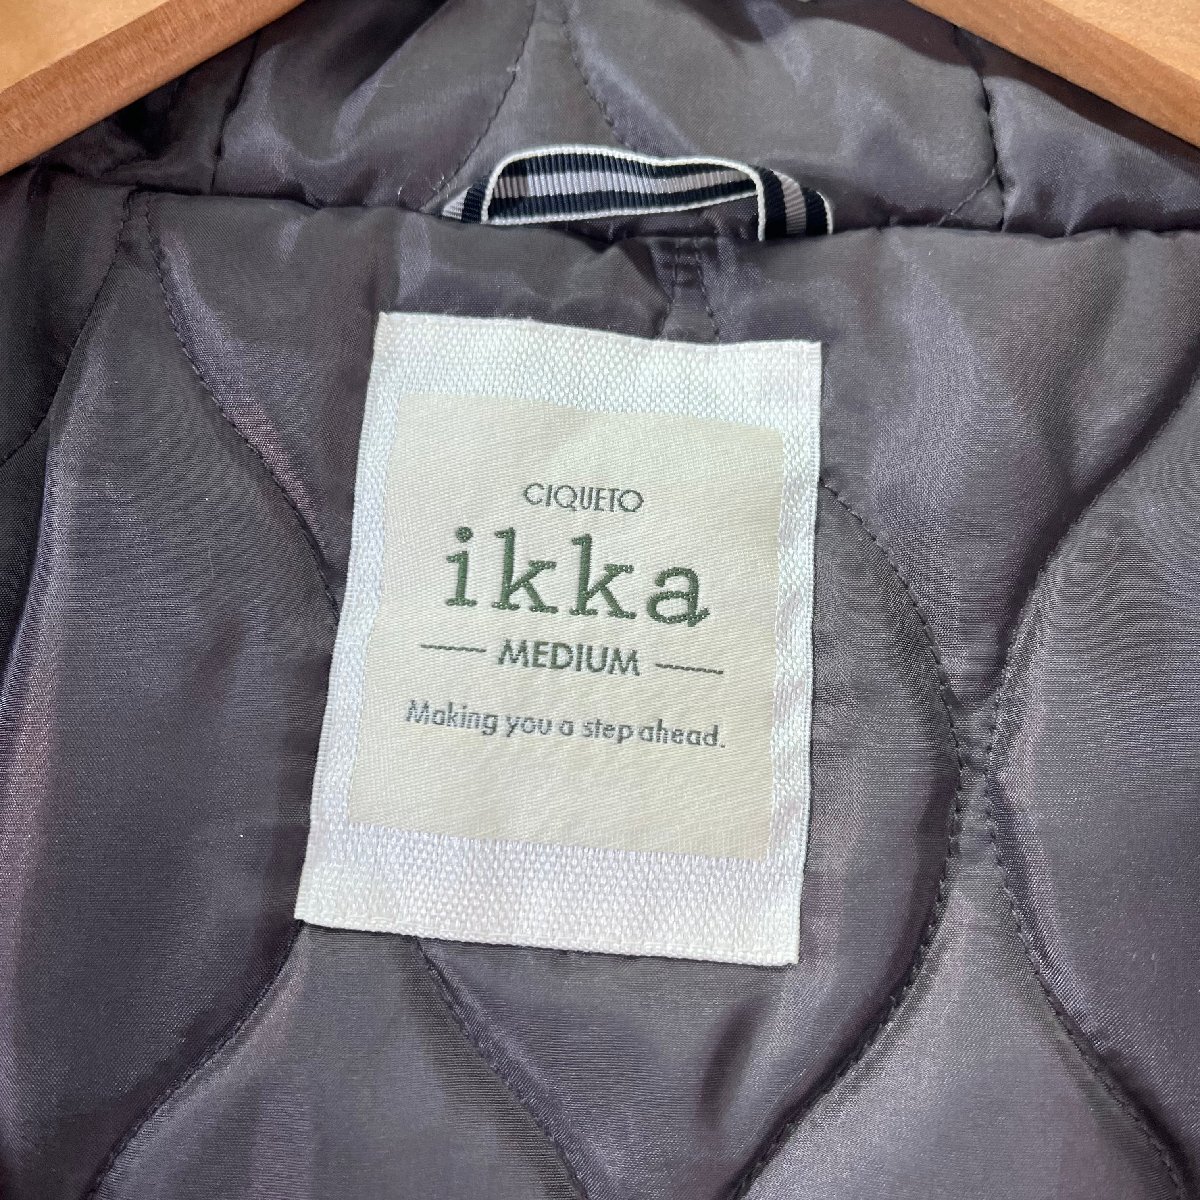 CIQUETO
ikka
MEDIUM
Making you a step ahead.